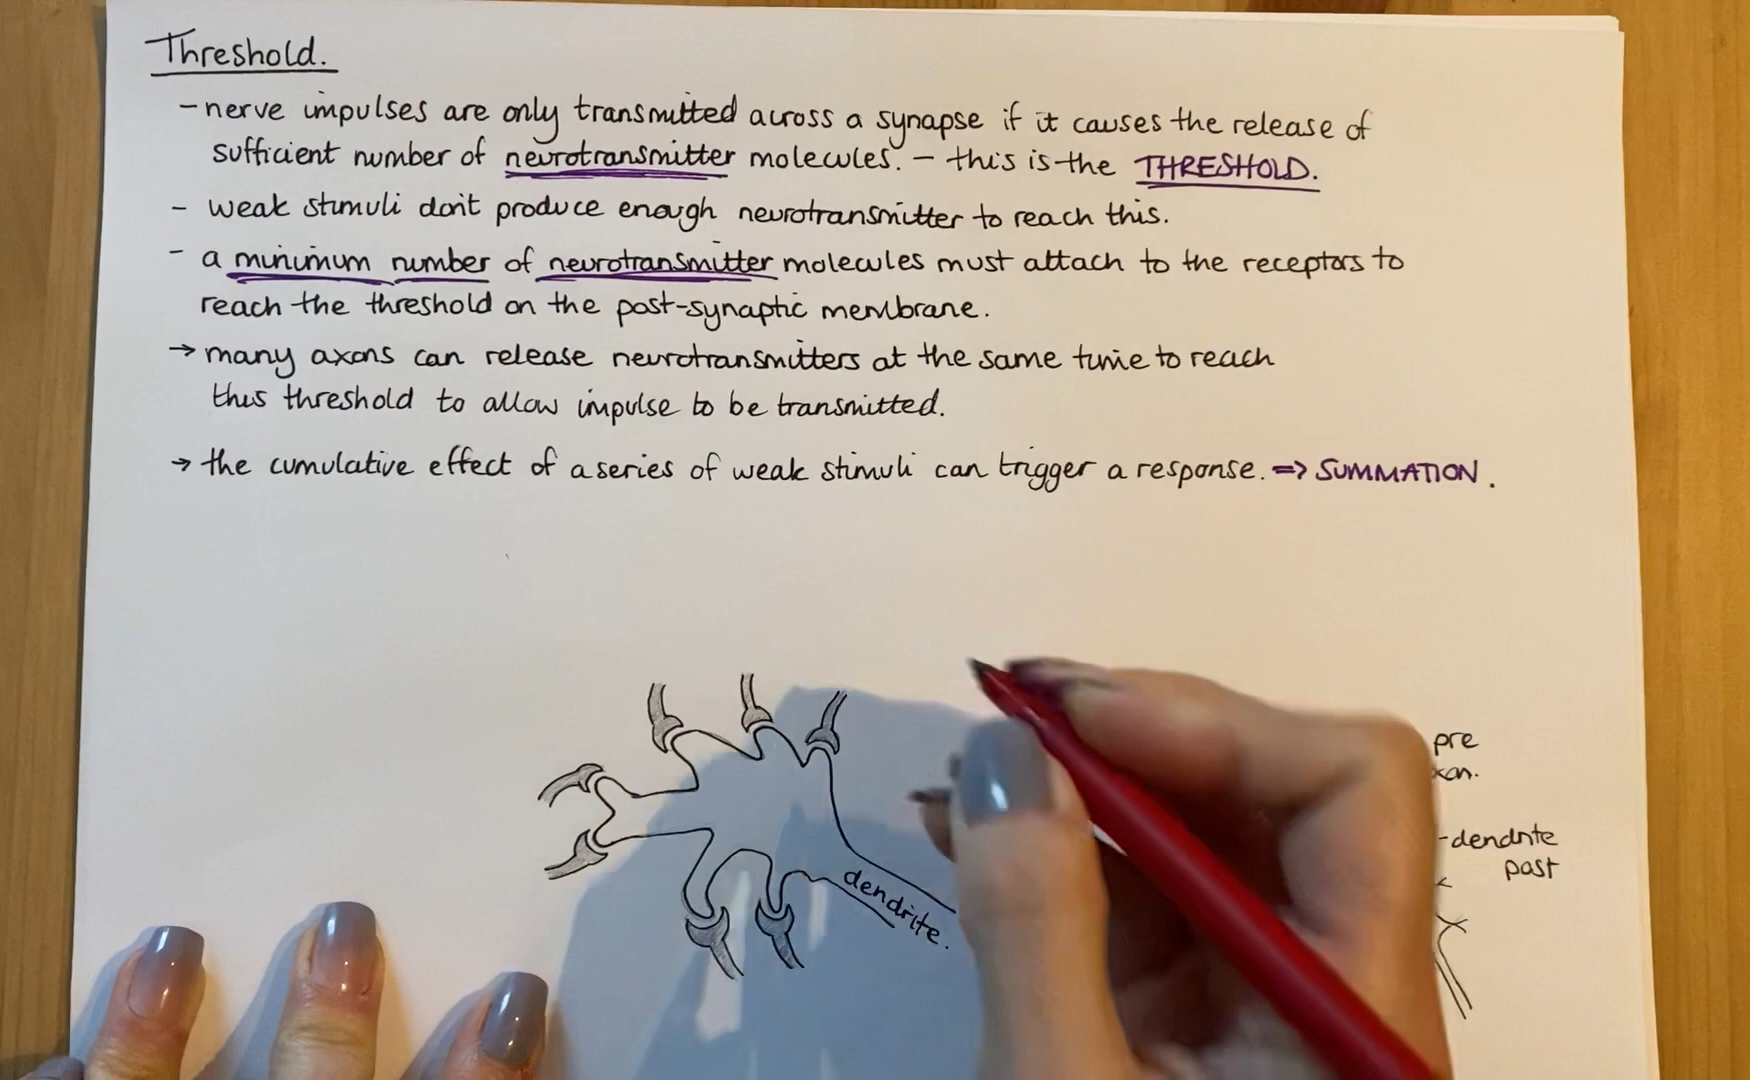 Threshold.
- nerve impulses are only transmitted across a synapse if it causes the release of
sufficient number of neurotransmitter molecules. - this is the THRESHOLD.
- weak stimuli don't produce enough neurotransmitter to reach this.
- a minimum number of neurotransmitter molecules must attach to the receptors to
reach the threshold on the post-synaptic membrane.
→ many axons can release neurotransmitters at the same time to reach
this threshold to allow impulse to be transmitted.
→ the cumulative effect of a series of weak stimuli can trigger a response. => SUMMATION.
pre
-dendrite
past
dendrite.